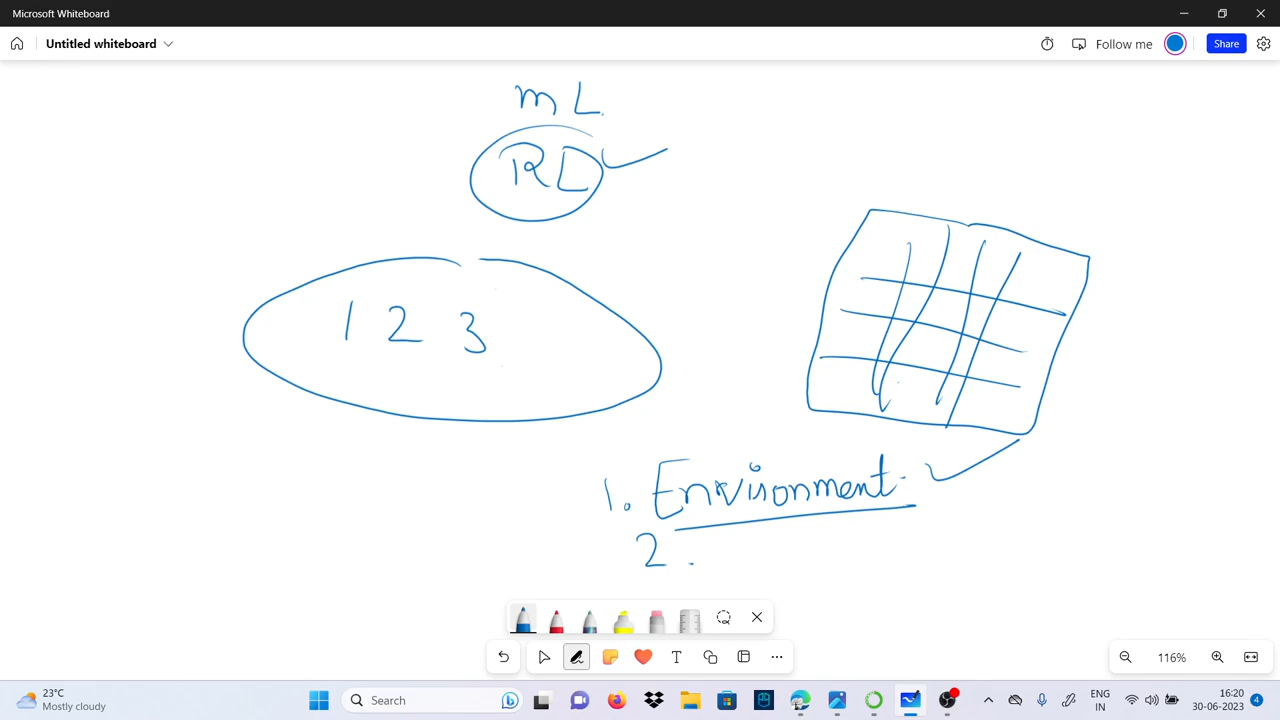 Microsoft Whiteboard
Untitled whiteboard
Follow me
Share
mL.
RL
1 2 3
1. Environment.
2.
116%
23°C
Mostly cloudy
Search
ENG
IN
16:20
30-06-2023
4